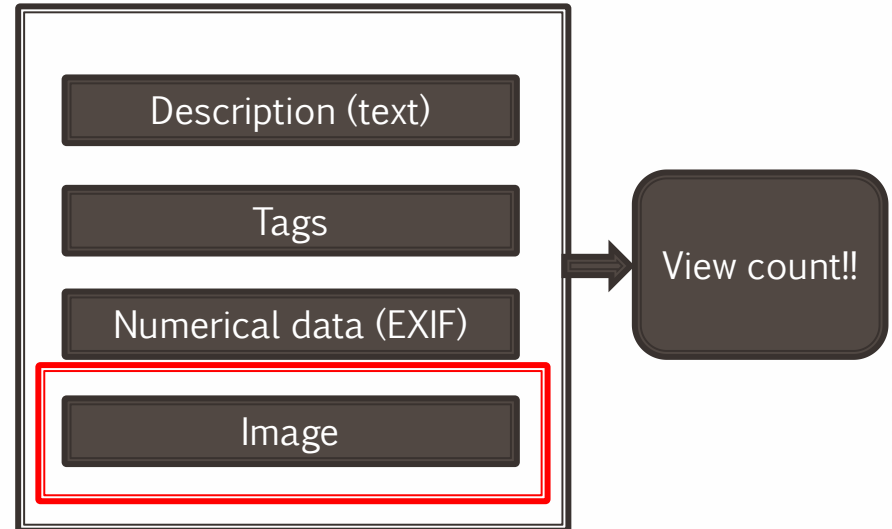 Description (text)
Tags
Numerical data (EXIF)
Image
View count!!